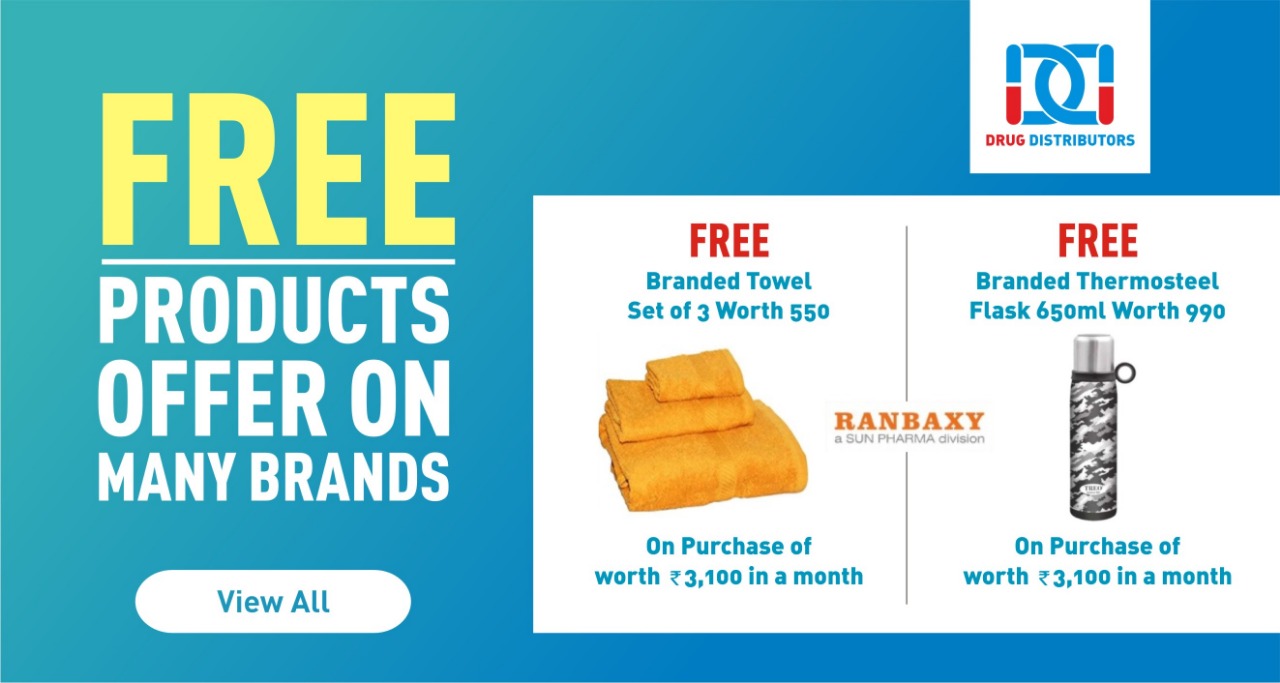 FREE
PRODUCTS
OFFER ON
MANY BRANDS
View All
DRUG DISTRIBUTORS
FREE
Branded Towel
Set of 3 Worth 550
On Purchase of
worth ₹3,100 in a month
RANBAXY
a SUN PHARMA division
FREE
Branded Thermosteel
Flask 650ml Worth 990
On Purchase of
worth ₹3,100 in a month